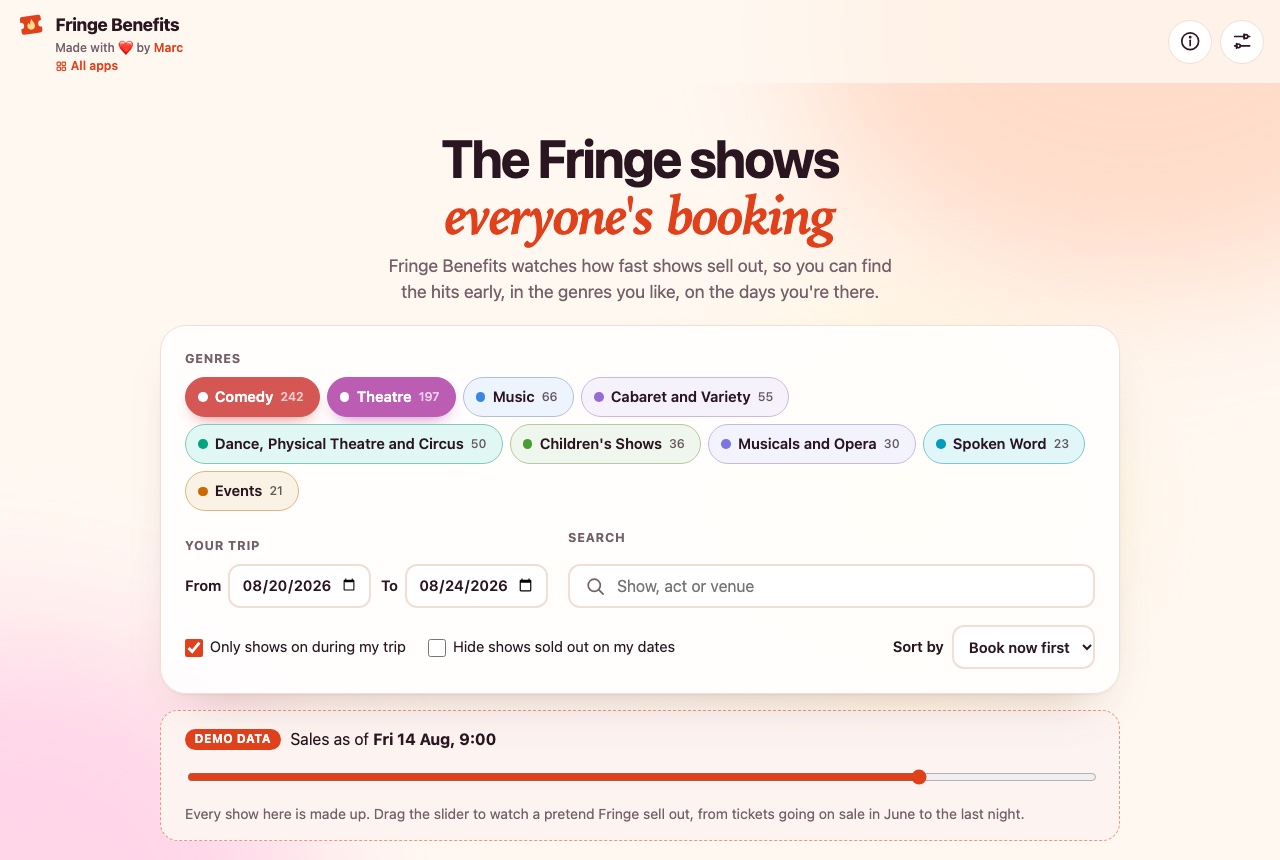 Fringe Benefits
Made with ❤️ by Marc
All apps
The Fringe shows
everyone's booking
Fringe Benefits watches how fast shows sell out, so you can find
the hits early, in the genres you like, on the days you're there.
GENRES
Comedy 242
Theatre 197
Music 66
Cabaret and Variety 55
Dance, Physical Theatre and Circus 50
Children's Shows 36
Musicals and Opera 30
Spoken Word 23
Events 21
YOUR TRIP
From 08/20/2026 To 08/24/2026
SEARCH
Show, act or venue
Only shows on during my trip
Hide shows sold out on my dates
Sort by Book now first
DEMO DATA Sales as of Fri 14 Aug, 9:00
Every show here is made up. Drag the slider to watch a pretend Fringe sell out, from tickets going on sale in June to the last night.